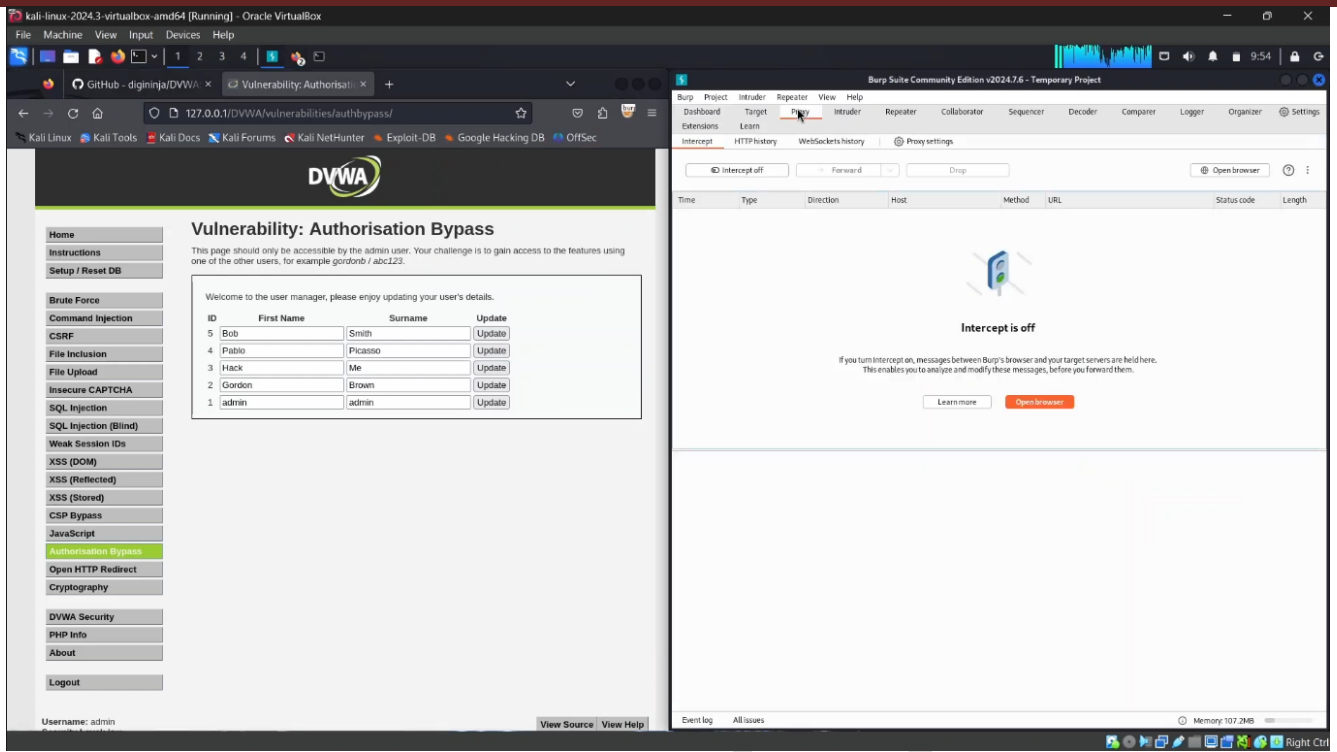 kali-linux-2024.3-virtualbox-amd64 [Running] - Oracle VirtualBox
File Machine View Input Devices Help
1 2 3 4
9:54
GitHub - digininja/DVWA
Vulnerability: Authorisatio
127.0.0.1/DVWA/vulnerabilities/authbypass/
Kali Linux Kali Tools Kali Docs Kali Forums Kali NetHunter Exploit-DB Google Hacking DB OffSec
DVWA
Home
Instructions
Setup / Reset DB
Brute Force
Command Injection
CSRF
File Inclusion
File Upload
Insecure CAPTCHA
SQL Injection
SQL Injection (Blind)
Weak Session IDs
XSS (DOM)
XSS (Reflected)
XSS (Stored)
CSP Bypass
JavaScript
Authorisation Bypass
Open HTTP Redirect
Cryptography
DVWA Security
PHP Info
About
Logout
Username: admin
Vulnerability: Authorisation Bypass
This page should only be accessible by the admin user. Your challenge is to gain access to the features using
one of the other users, for example gordonb / abc123.
Welcome to the user manager, please enjoy updating your user's details.
ID First Name Surname Update
5 Bob Smith Update
4 Pablo Picasso Update
3 Hack Me Update
2 Gordon Brown Update
1 admin admin Update
View Source View Help
Burp Suite Community Edition v2024.7.6 - Temporary Project
Burp Project Intruder Repeater View Help
Dashboard Target Proxy Intruder Repeater Collaborator Sequencer Decoder Comparer Logger Organizer Settings
Extensions Learn
Intercept HTTP history WebSockets history Proxy settings
Intercept off Forward Drop Open browser
Time Type Direction Host Method URL Status code Length
Intercept is off
If you turn Intercept on, messages between Burp's browser and your target servers are held here.
This enables you to analyze and modify these messages, before you forward them.
Learn more Open browser
Event log All issues Memory: 107.2MB
Right Ctrl